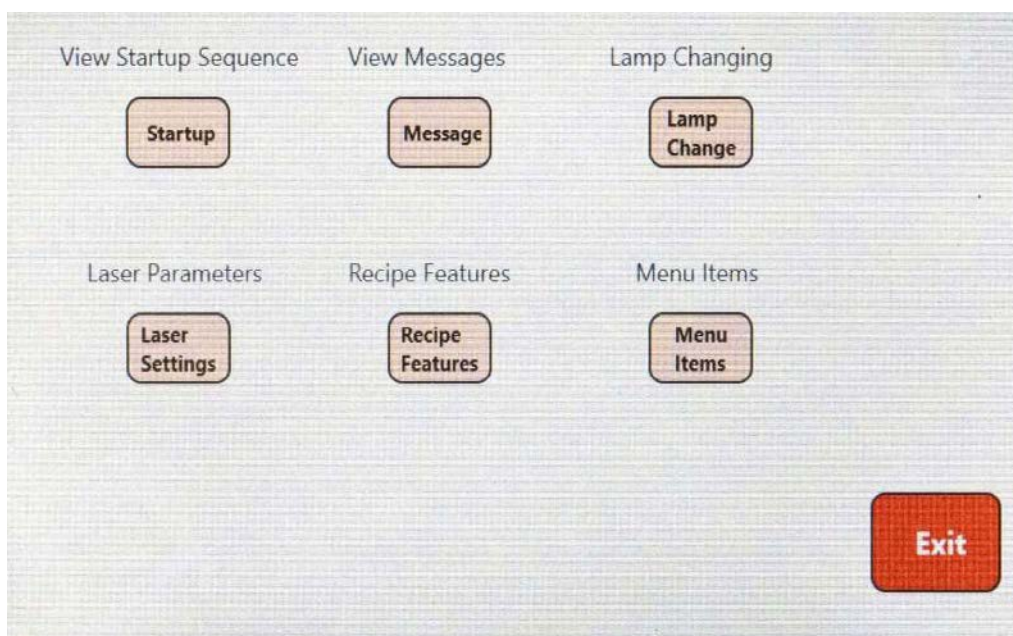 View Startup Sequence
View Messages
Lamp Changing
Startup
Message
Lamp
Change
Laser Parameters
Recipe Features
Menu Items
Laser
Settings
Recipe
Features
Menu
Items
Exit